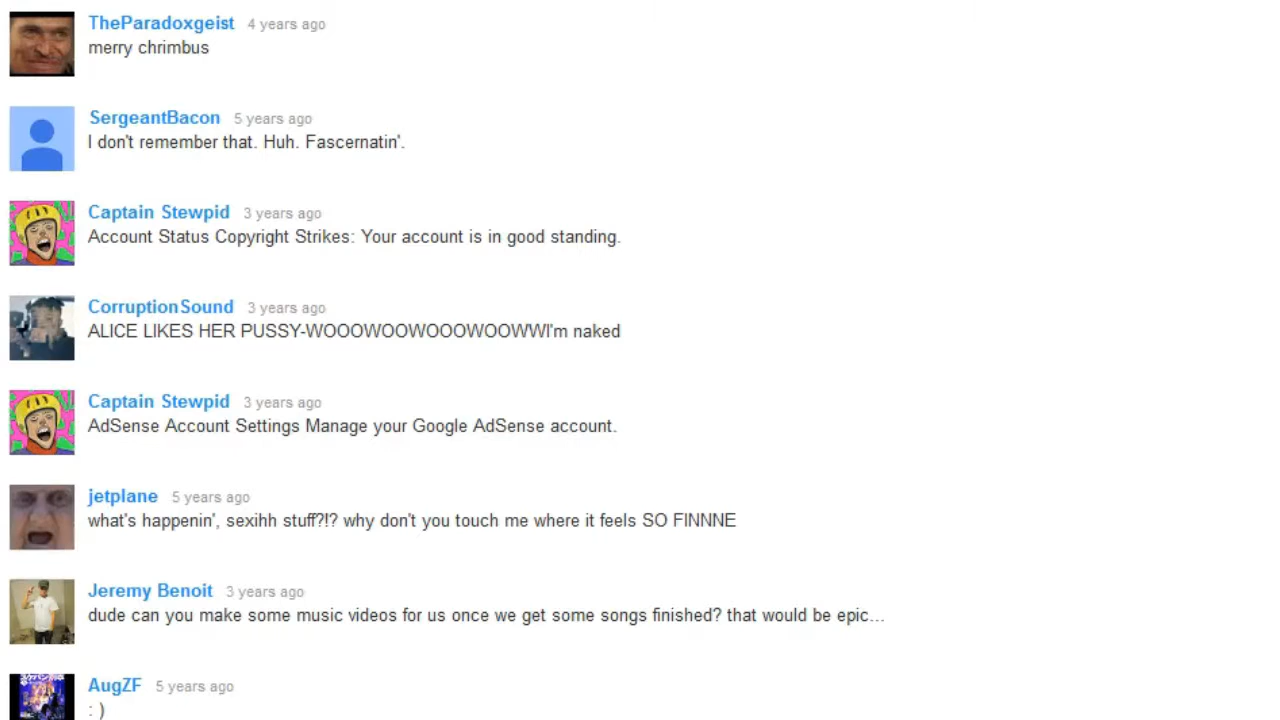 TheParadoxgeist 4 years ago
merry chrimbus
SergeantBacon 5 years ago
I don't remember that. Huh. Fascernatin'.
Captain Stewpid 3 years ago
Account Status Copyright Strikes: Your account is in good standing.
CorruptionSound 3 years ago
ALICE LIKES HER PUSSY-WOOOWOOWOOOWOOWWI'm naked
Captain Stewpid 3 years ago
AdSense Account Settings Manage your Google AdSense account.
jetplane 5 years ago
what's happenin', sexihh stuff?!? why don't you touch me where it feels SO FINNNE
Jeremy Benoit 3 years ago
dude can you make some music videos for us once we get some songs finished? that would be epic...
AugZF 5 years ago
: )